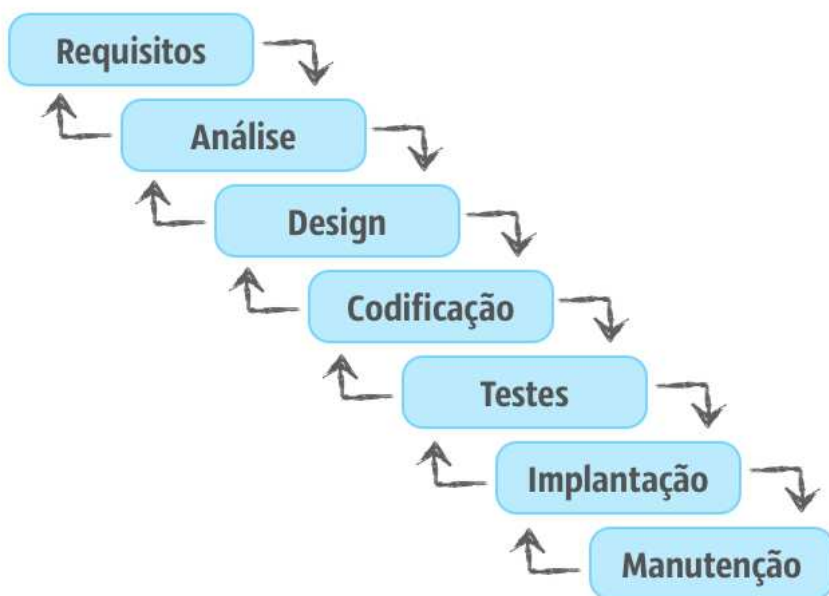 Requisitos
Análise
Design
Codificação
Testes
Implantação
Manutenção